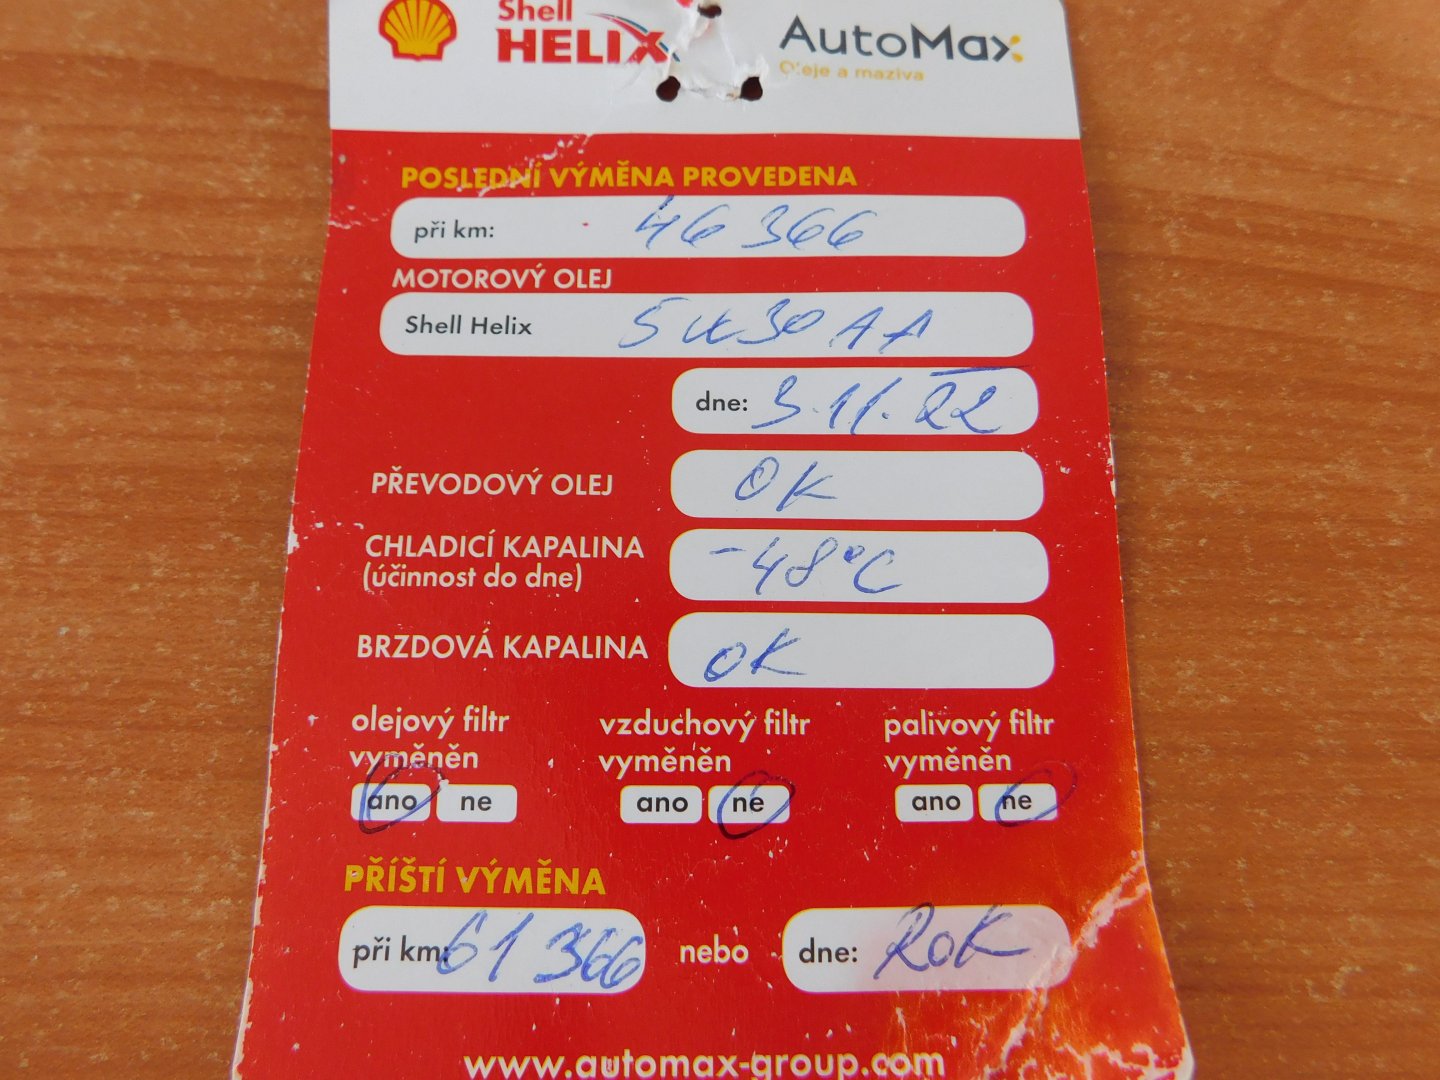 Shell
HELIX
AutoMax
Oleje a maziva
POSLEDNÍ VÝMĚNA PROVEDENA
při km: 46 366
MOTOROVÝ OLEJ
Shell Helix 5W30 AA
dne: 3.11.22
PŘEVODOVÝ OLEJ OK
CHLADICÍ KAPALINA -48°C
(účinnost do dne)
BRZDOVÁ KAPALINA OK
olejový filtr vzduchový filtr palivový filtr
vyměněn vyměněn vyměněn
ano ne ano ne ano ne
PŘÍŠTÍ VÝMĚNA
při km: 61 366 nebo dne: ROK
www.automax-group.com